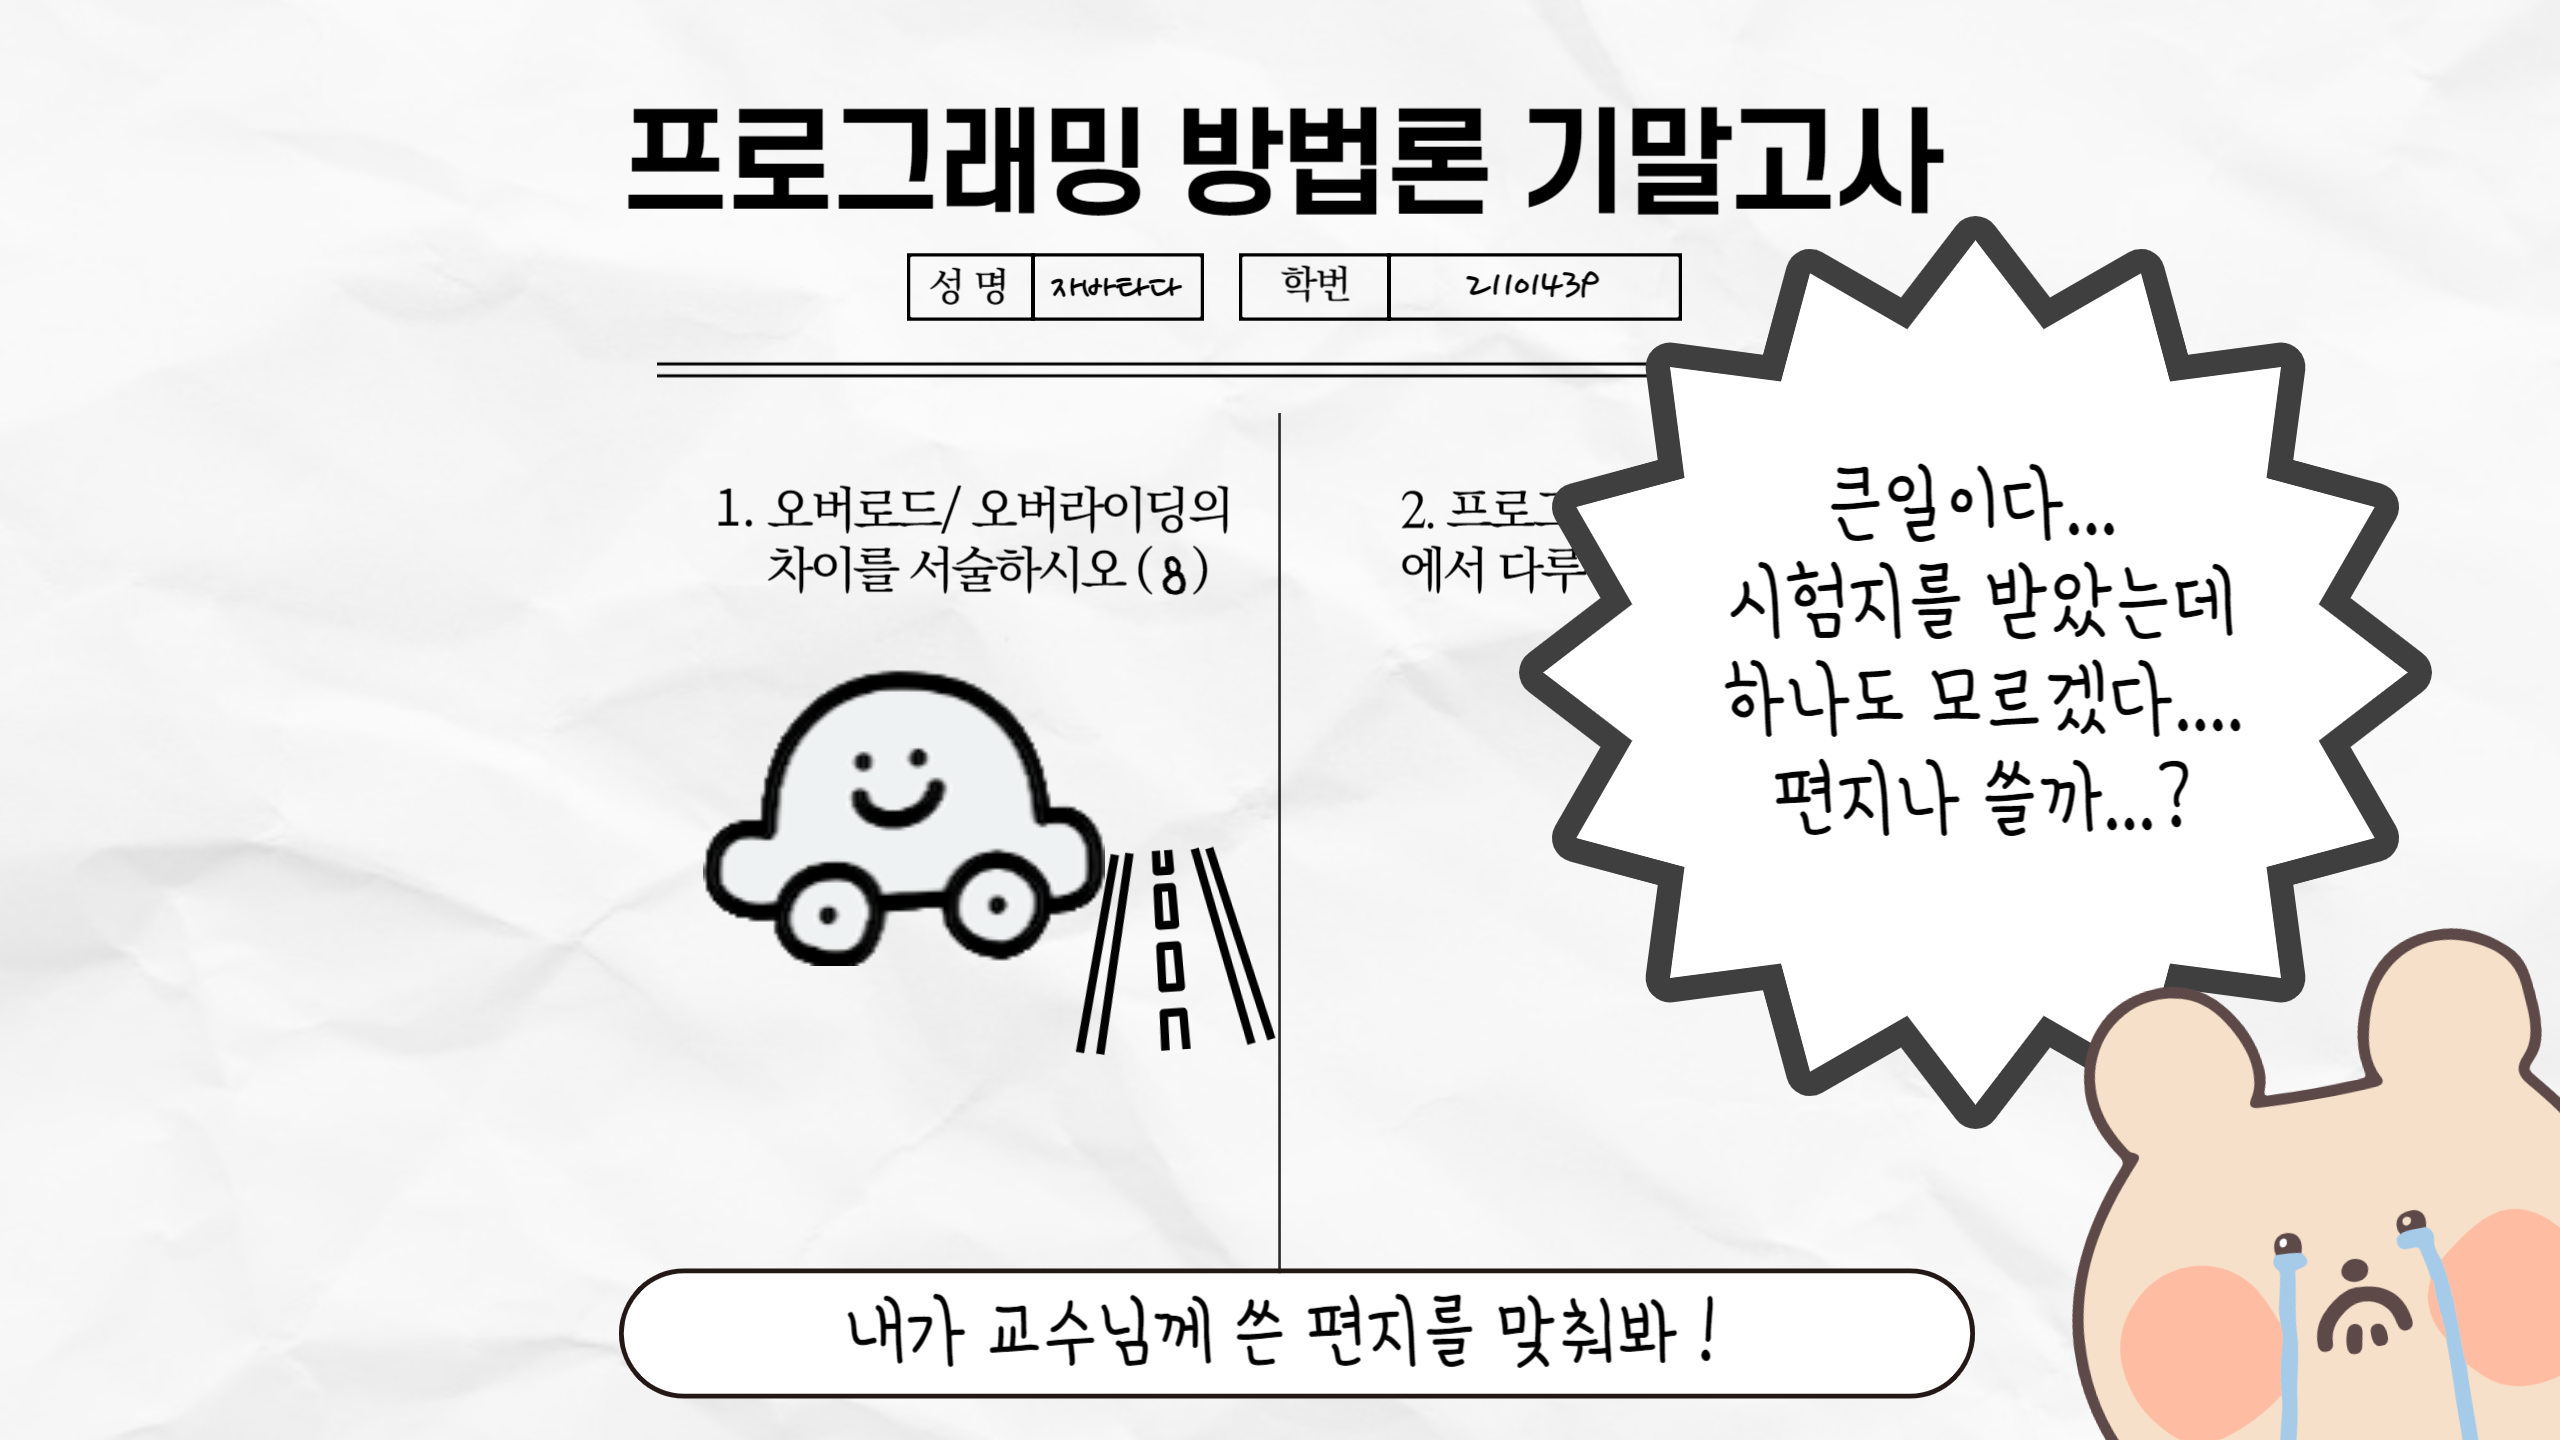 프로그래밍 방법론 기말고사
성 명 자바타다 학번 2110143P
1. 오버로드/ 오버라이딩의
차이를 서술하시오 (8)
2. 프로그
에서 다루
큰일이다...
시험지를 받았는데
하나도 모르겠다....
편지나 쓸까...?
내가 교수님께 쓴 편지를 맞춰봐 !